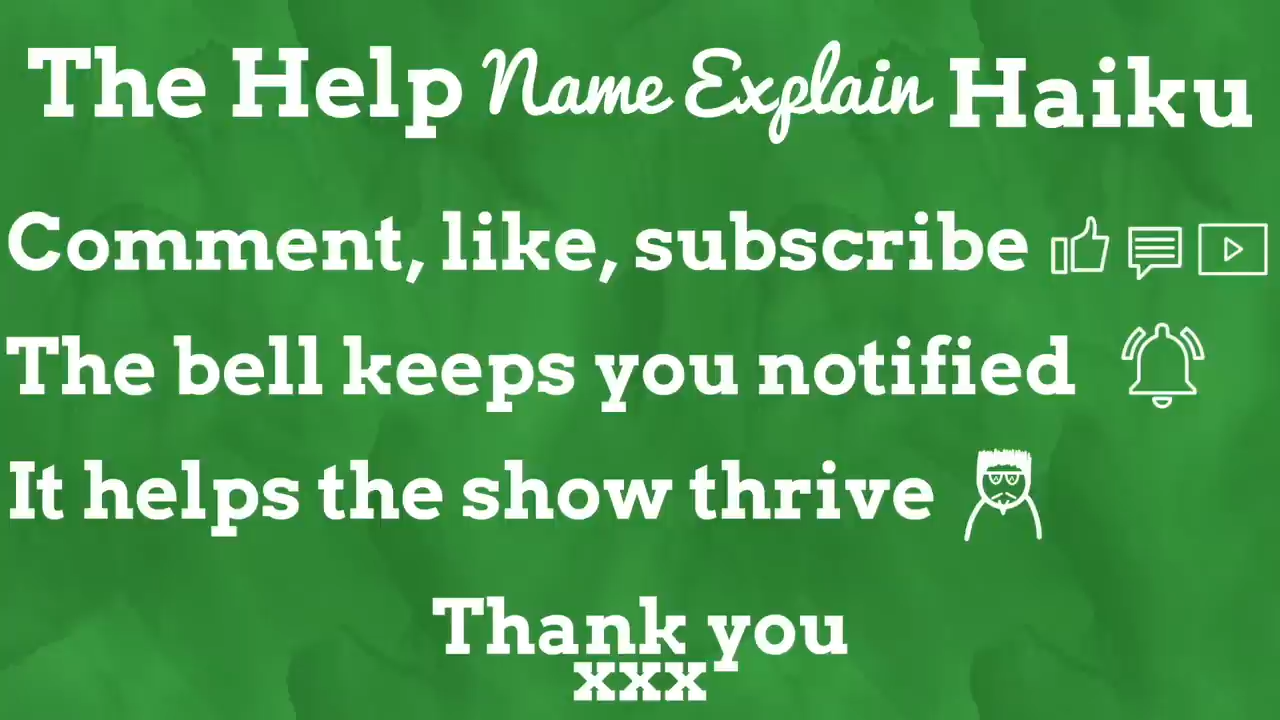 The Help Name Explain Haiku
Comment, like, subscribe
The bell keeps you notified
It helps the show thrive
Thank you
xxx